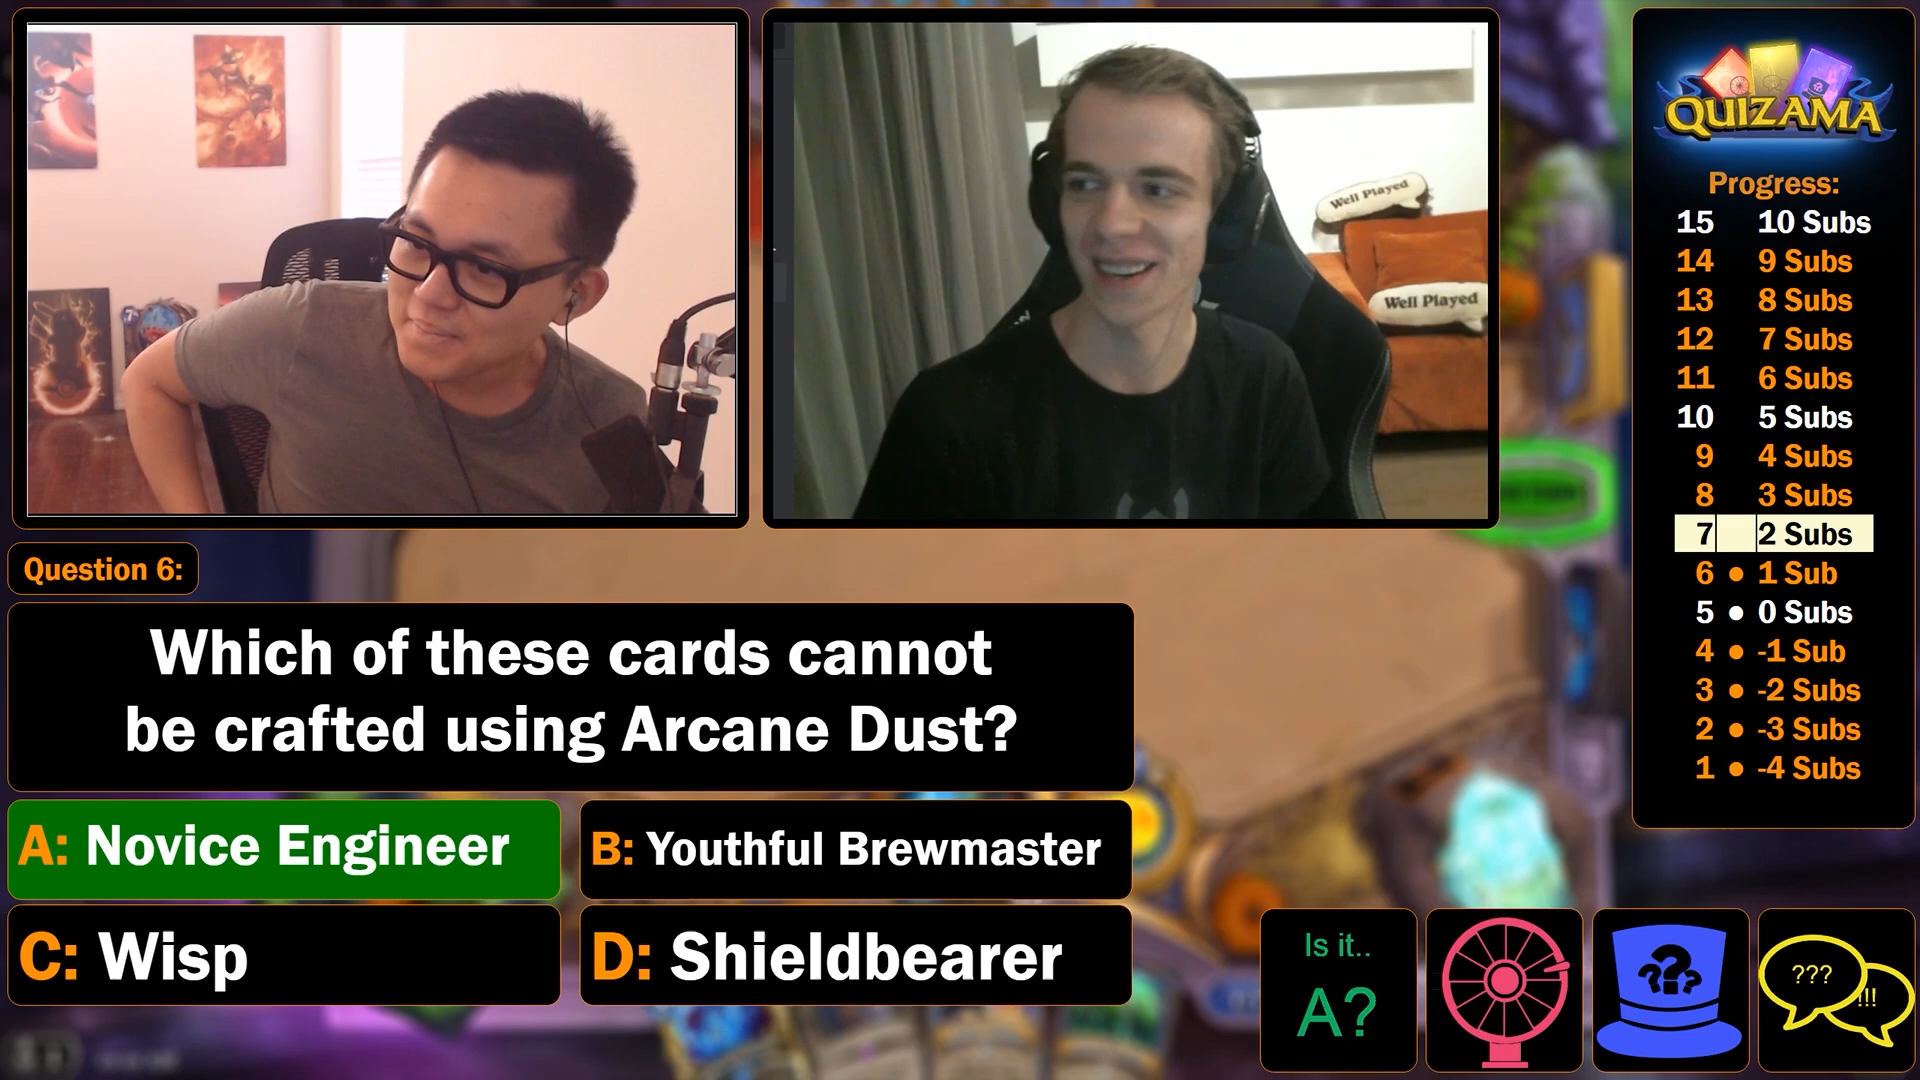 Well Played
Well Played
QUIZAMA
Progress:
15 10 Subs
14 9 Subs
13 8 Subs
12 7 Subs
11 6 Subs
10 5 Subs
9 4 Subs
8 3 Subs
7 2 Subs
6 • 1 Sub
5 • 0 Subs
4 • -1 Sub
3 • -2 Subs
2 • -3 Subs
1 • -4 Subs
Question 6:
Which of these cards cannot
be crafted using Arcane Dust?
A: Novice Engineer
B: Youthful Brewmaster
C: Wisp
D: Shieldbearer
Is it..
A?
???
???
!!!